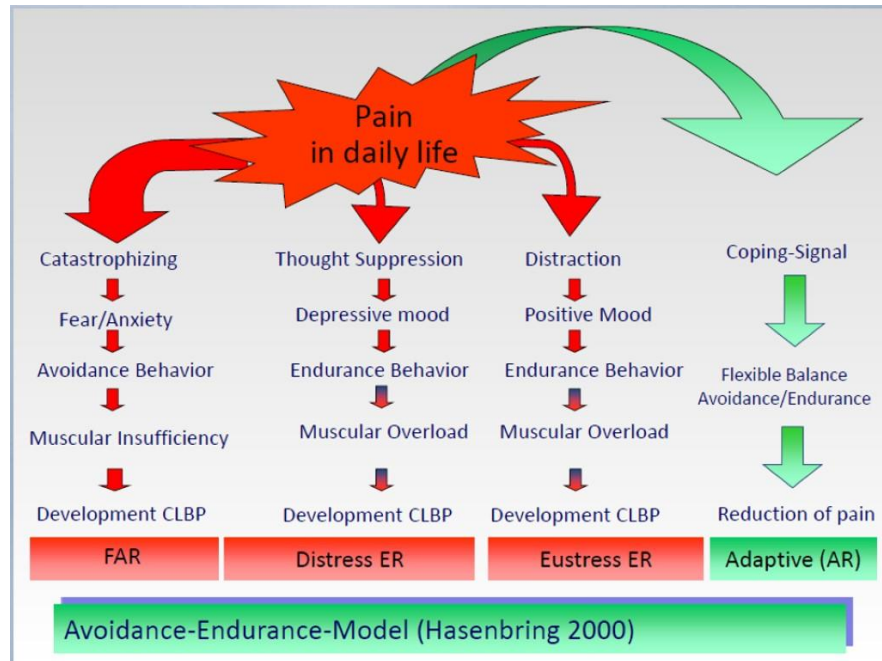 Pain
in daily life
Catastrophizing
Fear/Anxiety
Avoidance Behavior
Muscular Insufficiency
Development CLBP
FAR
Thought Suppression
Depressive mood
Endurance Behavior
Muscular Overload
Development CLBP
Distress ER
Distraction
Positive Mood
Endurance Behavior
Muscular Overload
Development CLBP
Eustress ER
Coping-Signal
Flexible Balance
Avoidance/Endurance
Reduction of pain
Adaptive (AR)
Avoidance-Endurance-Model (Hasenbring 2000)